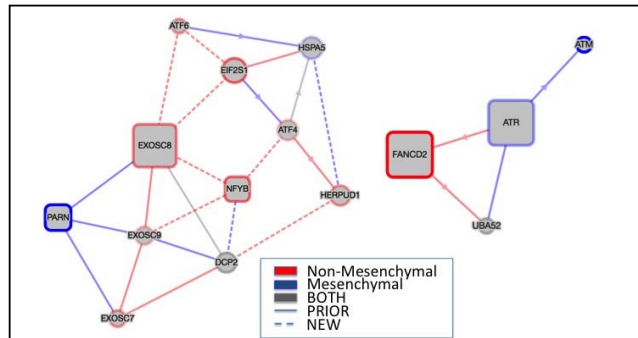 ATF6
HSPA5
ATM
EIF2S1
ATR
EXOSC8
ATF4
FANCD2
NFYB
HERPUD1
PARN
UBA52
EXOSC9
DCP2
EXOSC7
Non-Mesenchymal
Mesenchymal
BOTH
PRIOR
NEW